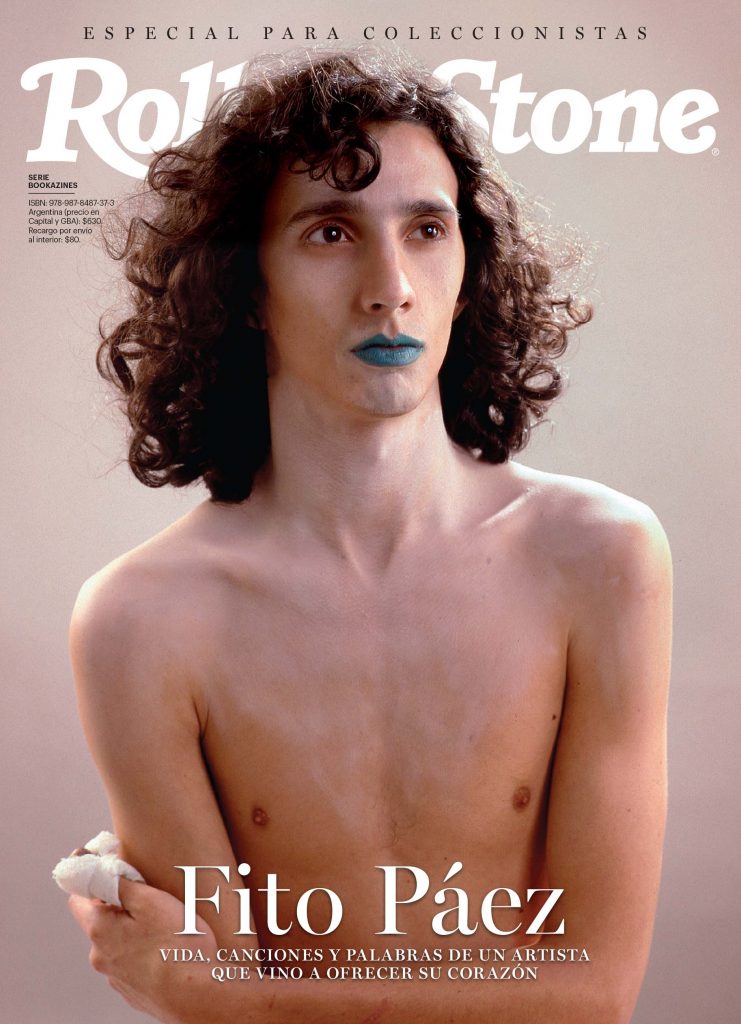 ESPECIAL PARA COLECCIONISTAS
Rolling Stone
®
SERIE
BOOKAZINES
ISBN: 978-987-8487-37-3
Argentina (precio en
Capital y GBA): $630.
Recargo por envío
al interior: $80.
Fito Páez
VIDA, CANCIONES Y PALABRAS DE UN ARTISTA
QUE VINO A OFRECER SU CORAZÓN